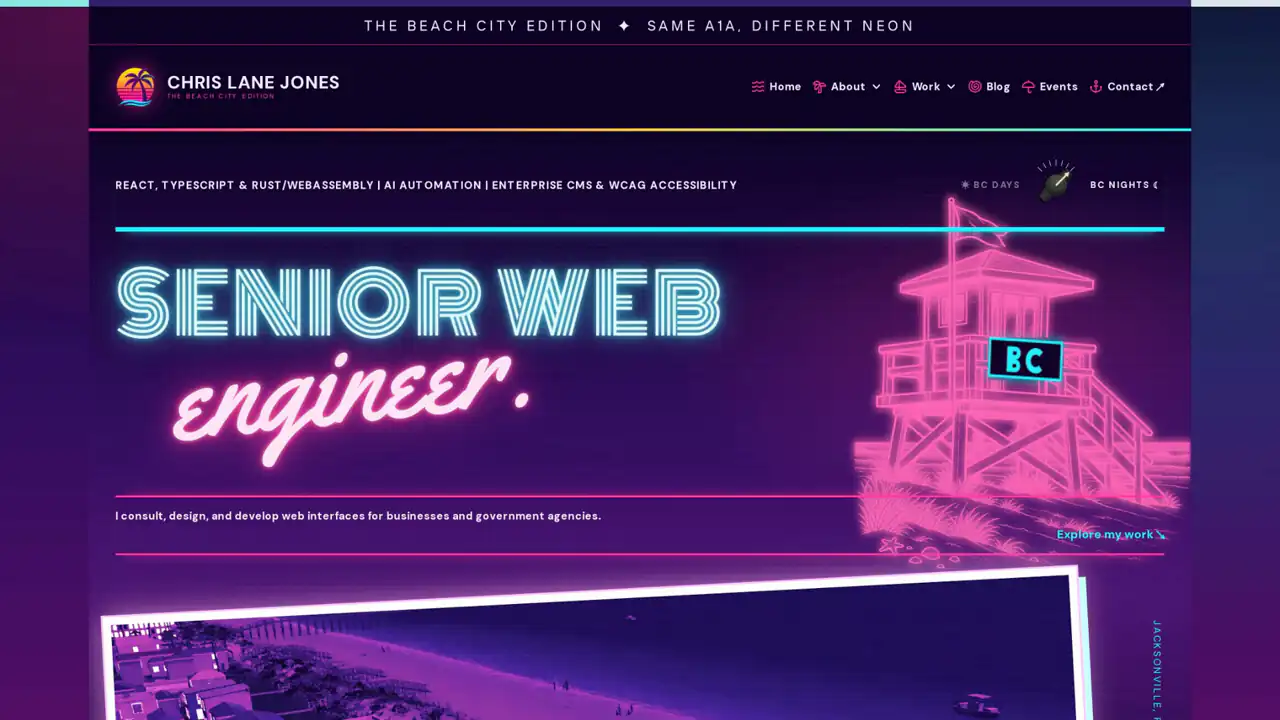 THE BEACH CITY EDITION ✦ SAME A1A, DIFFERENT NEON
CHRIS LANE JONES
THE BEACH CITY EDITION
Home
About
Work
Blog
Events
Contact ↗
REACT, TYPESCRIPT & RUST/WEBASSEMBLY | AI AUTOMATION | ENTERPRISE CMS & WCAG ACCESSIBILITY
☀ BC DAYS
BC NIGHTS ☾
SENIOR WEB
engineer.
BC
I consult, design, and develop web interfaces for businesses and government agencies.
Explore my work ↘
JACKSONVILLE,